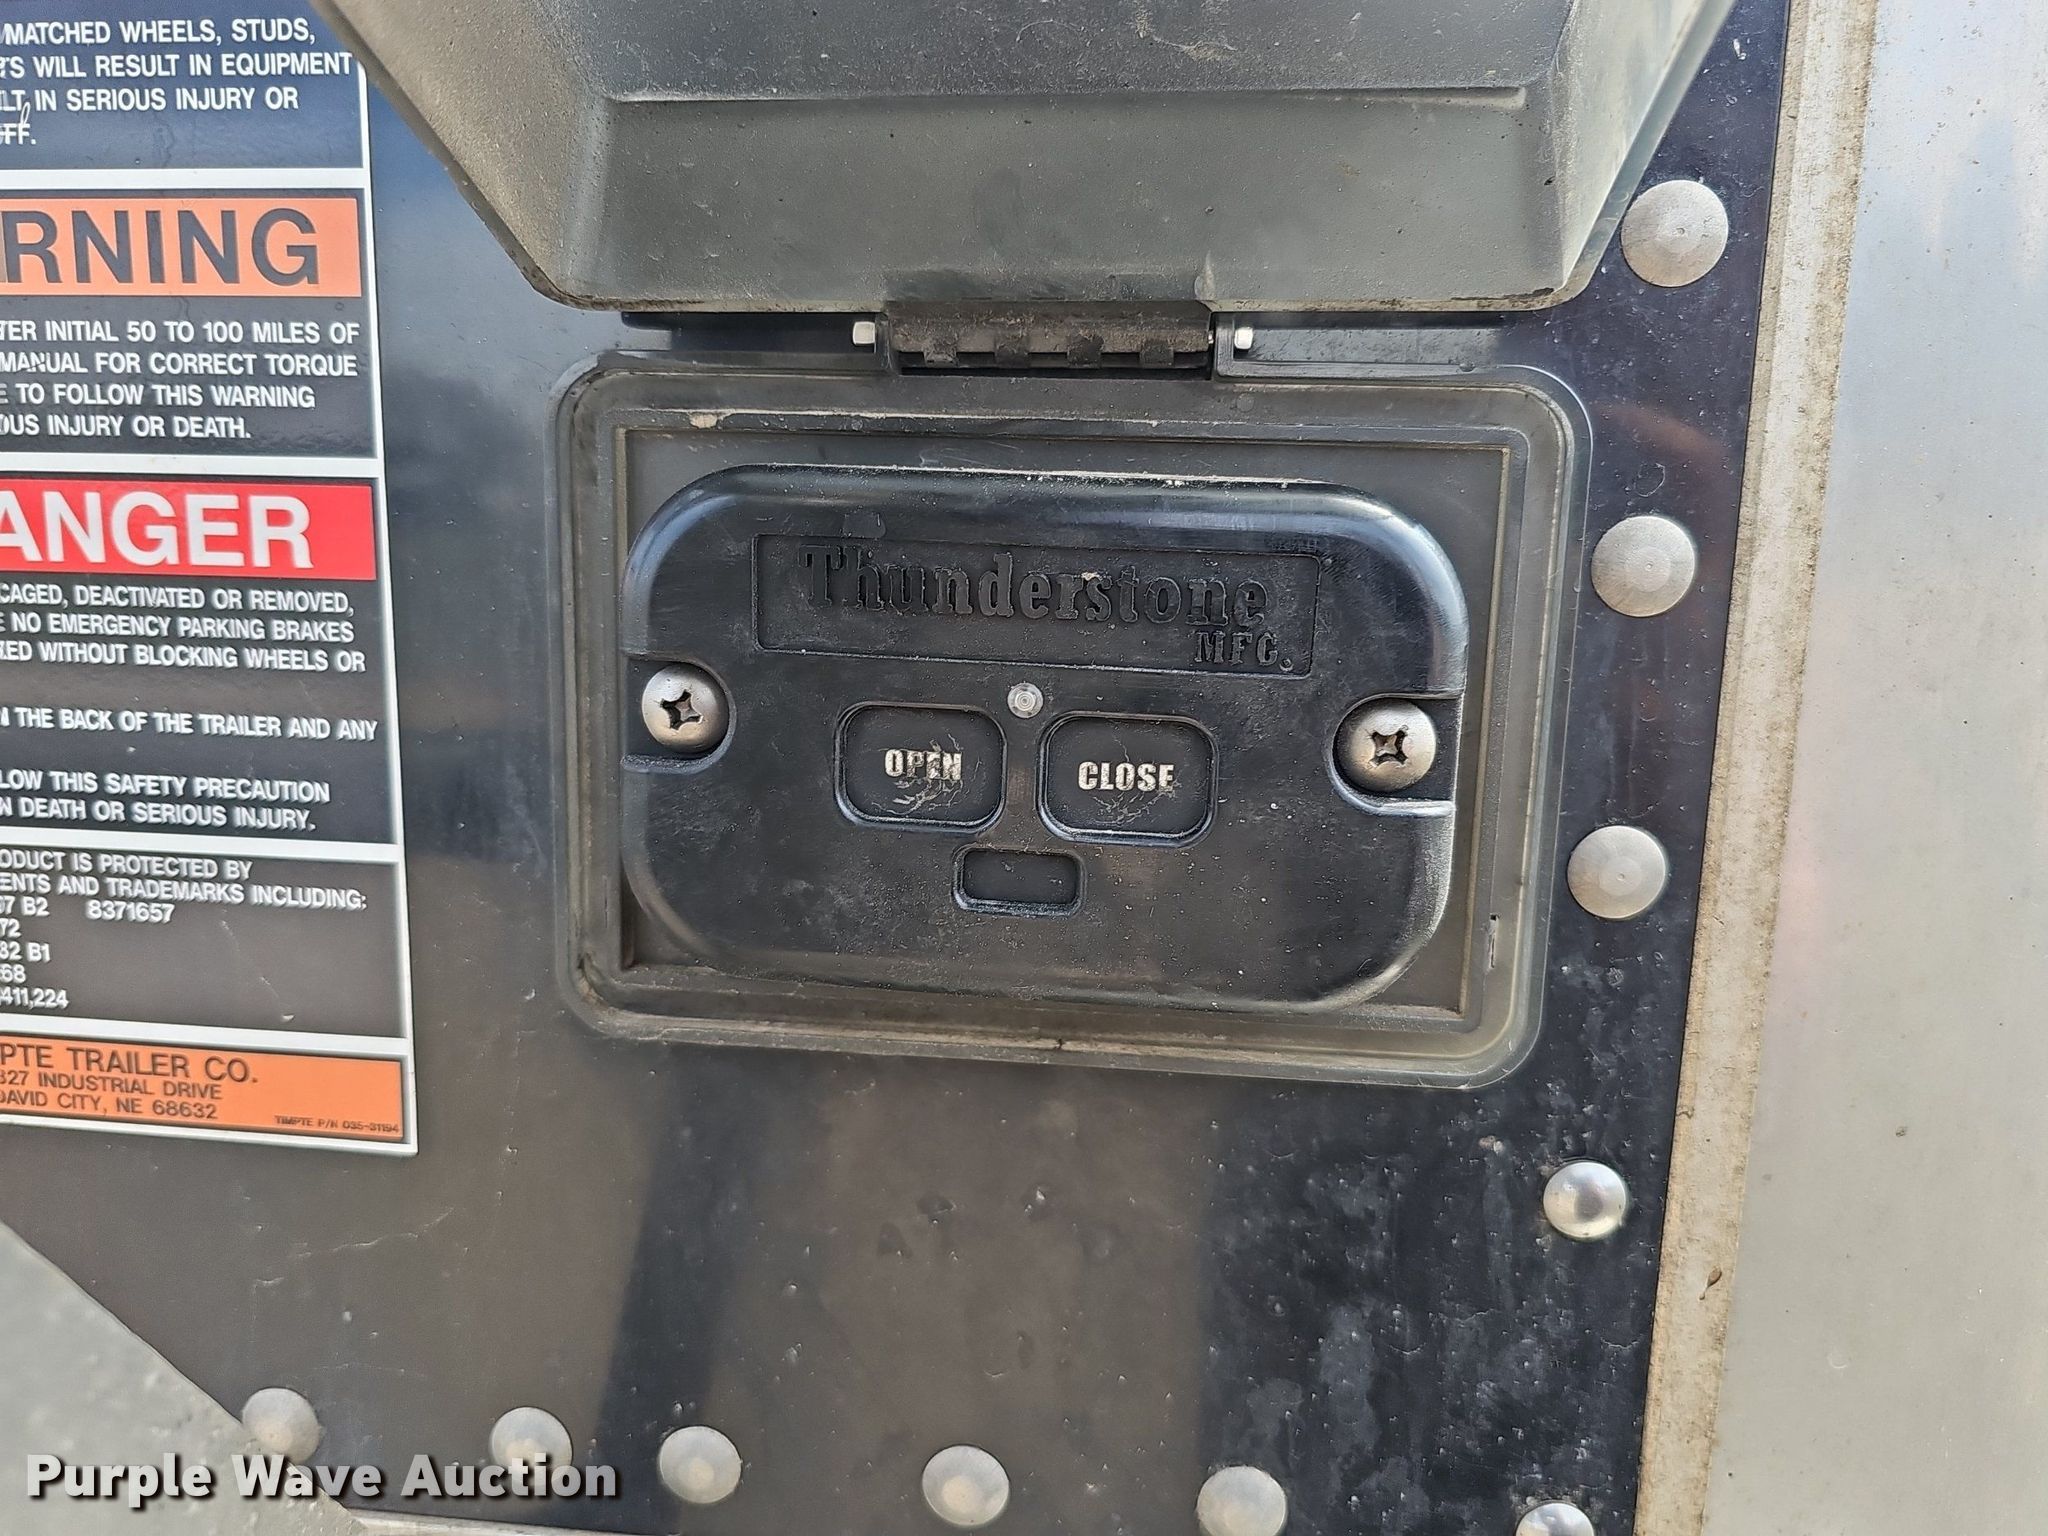 MATCHED WHEELS, STUDS,
WILL RESULT IN EQUIPMENT
IN SERIOUS INJURY OR
RNING
TER INITIAL 50 TO 100 MILES OF
MANUAL FOR CORRECT TORQUE
E TO FOLLOW THIS WARNING
OUS INJURY OR DEATH.
ANGER
CAGED, DEACTIVATED OR REMOVED,
E NO EMERGENCY PARKING BRAKES
KED WITHOUT BLOCKING WHEELS OR
N THE BACK OF THE TRAILER AND ANY
LOW THIS SAFETY PRECAUTION
N DEATH OR SERIOUS INJURY.
ODUCT IS PROTECTED BY
ENTS AND TRADEMARKS INCLUDING:
07 B2 8371657
72
32 B1
68
411,224
PTE TRAILER CO.
327 INDUSTRIAL DRIVE
DAVID CITY, NE 68632
TIMPTE P/N 035-31194
Thunderstone
MFG.
OPEN
CLOSE
Purple Wave Auction